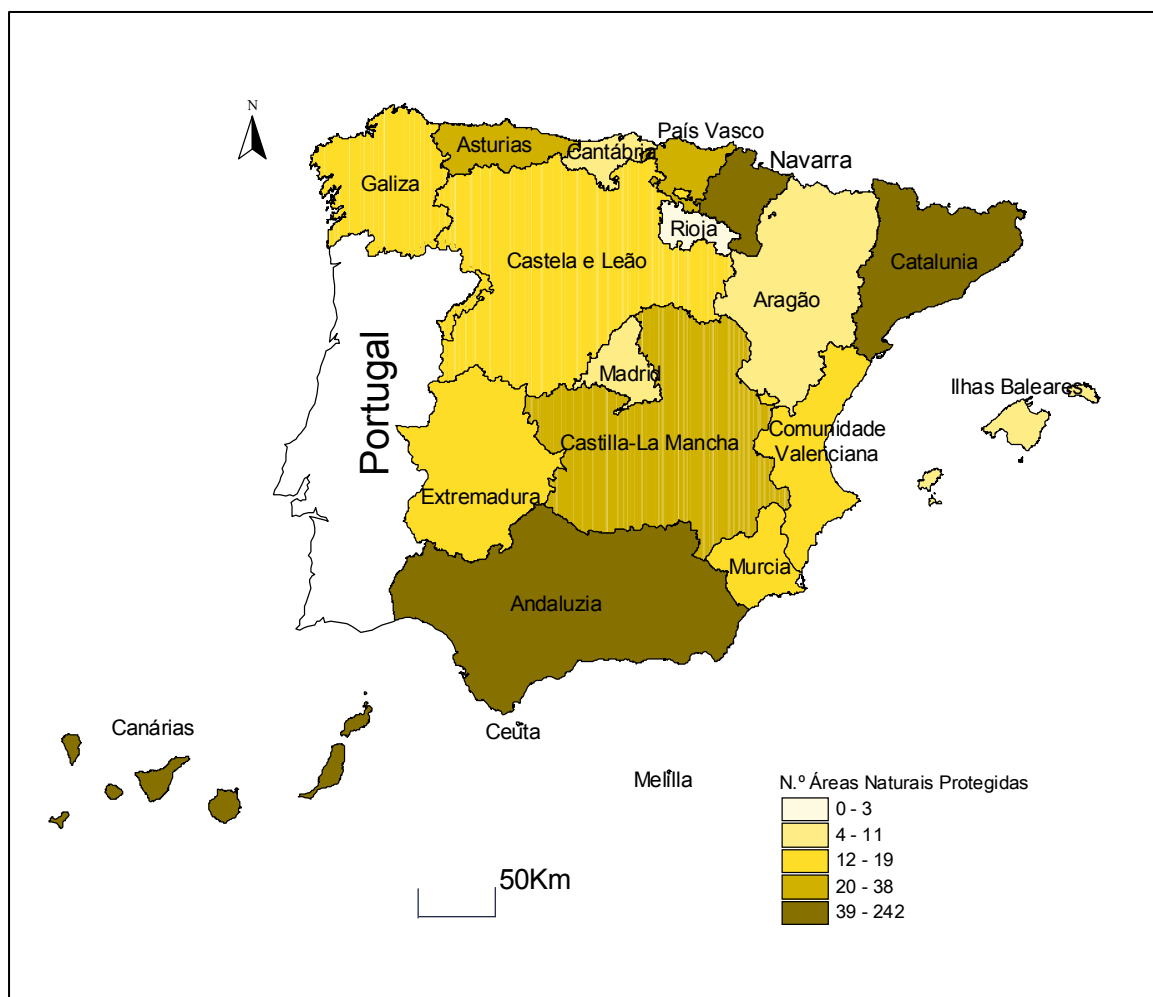 N
País Vasco
Asturias
Cantábria
Navarra
Galiza
Rioja
Castela e Leão
Catalunia
Aragão
Portugal
Madrid
Ilhas Baleares
Castilla-La Mancha
Comunidade
Valenciana
Extremadura
Murcia
Andaluzia
Canárias
Ceuta
Melilla
N.º Áreas Naturais Protegidas
0 - 3
4 - 11
12 - 19
20 - 38
39 - 242
50Km